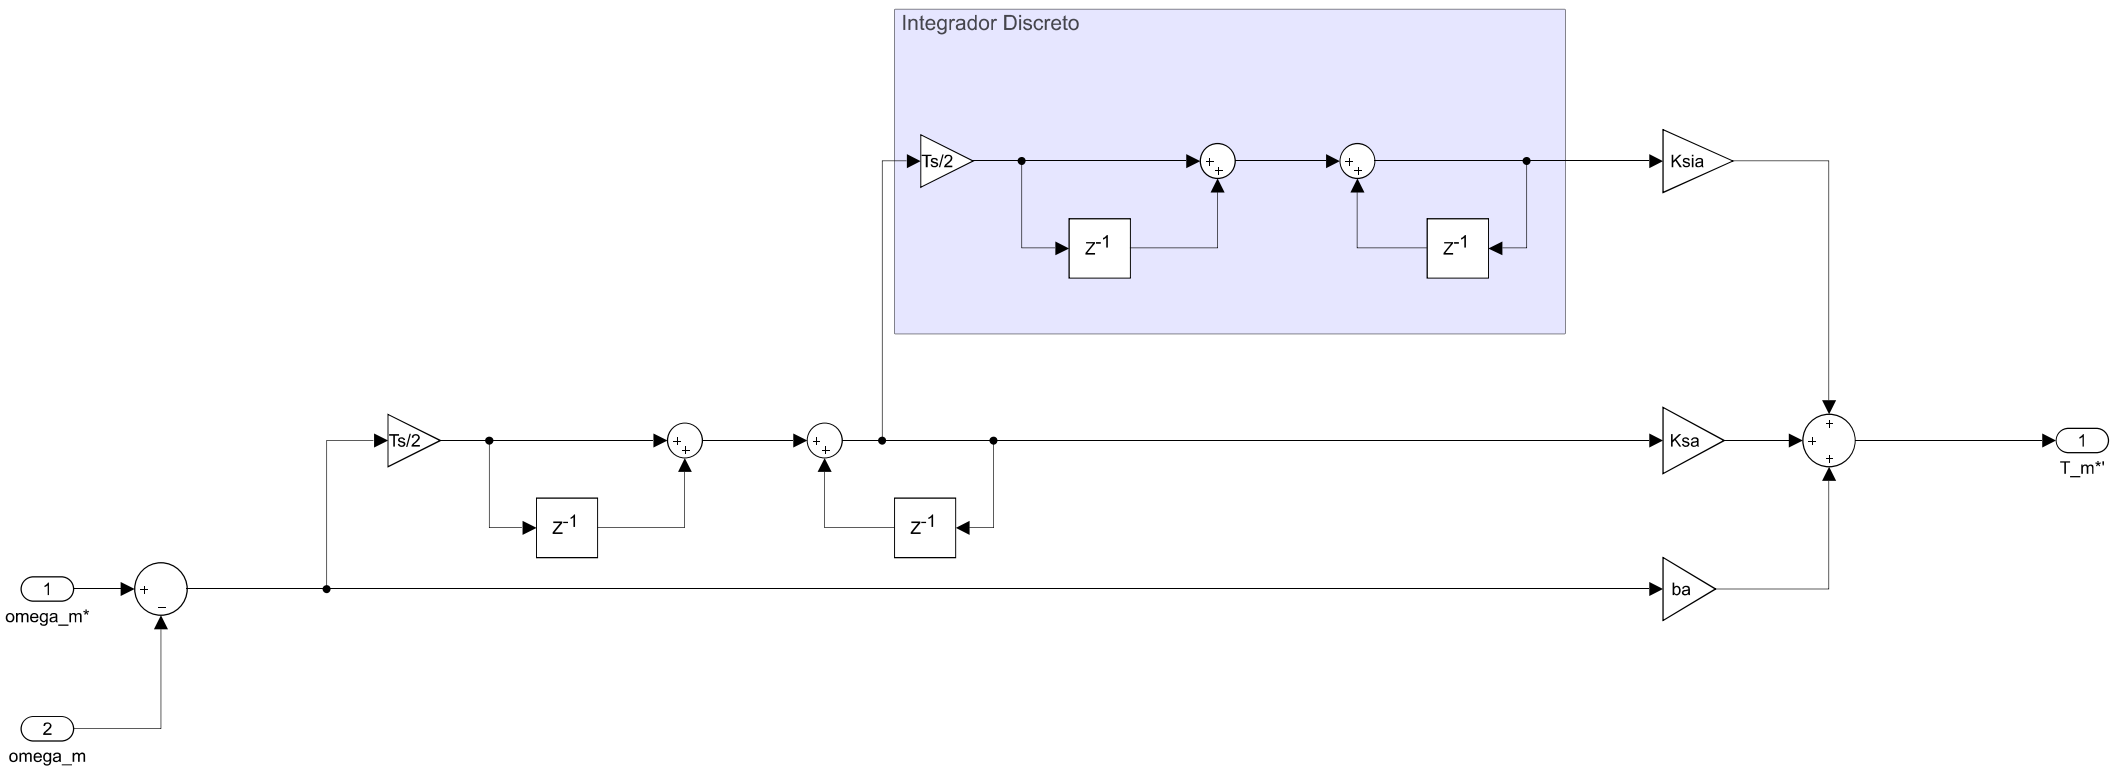 Integrador Discreto
Ts/2
+
+
+
+
Ksia
Z-1
Z-1
Ts/2
+
+
+
+
Ksa
+
+
+
1
T_m*'
Z-1
Z-1
1
omega_m*
+
−
ba
2
omega_m